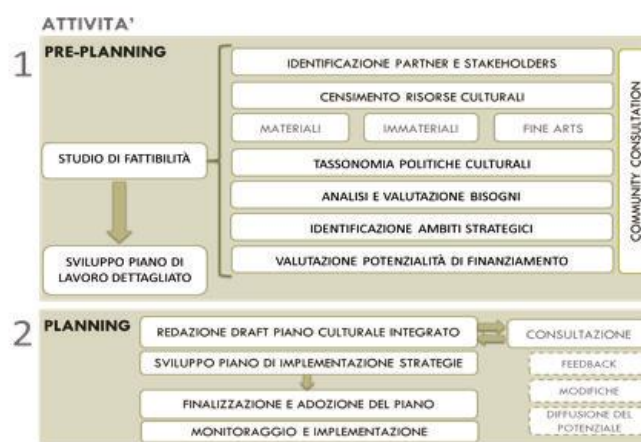 ATTIVITA'
1
PRE-PLANNING
IDENTIFICAZIONE PARTNER E STAKEHOLDERS
CENSIMENTO RISORSE CULTURALI
MATERIALI
IMMATERIALI
FINE ARTS
STUDIO DI FATTIBILITÀ
TASSONOMIA POLITICHE CULTURALI
ANALISI E VALUTAZIONE BISOGNI
IDENTIFICAZIONE AMBITI STRATEGICI
SVILUPPO PIANO DI
LAVORO DETTAGLIATO
VALUTAZIONE POTENZIALITÀ DI FINANZIAMENTO
COMMUNITY CONSULTATION
2
PLANNING
REDAZIONE DRAFT PIANO CULTURALE INTEGRATO
CONSULTAZIONE
SVILUPPO PIANO DI IMPLEMENTAZIONE STRATEGIE
FEEDBACK
MODIFICHE
FINALIZZAZIONE E ADOZIONE DEL PIANO
DIFFUSIONE DEL
POTENZIALE
MONITORAGGIO E IMPLEMENTAZIONE